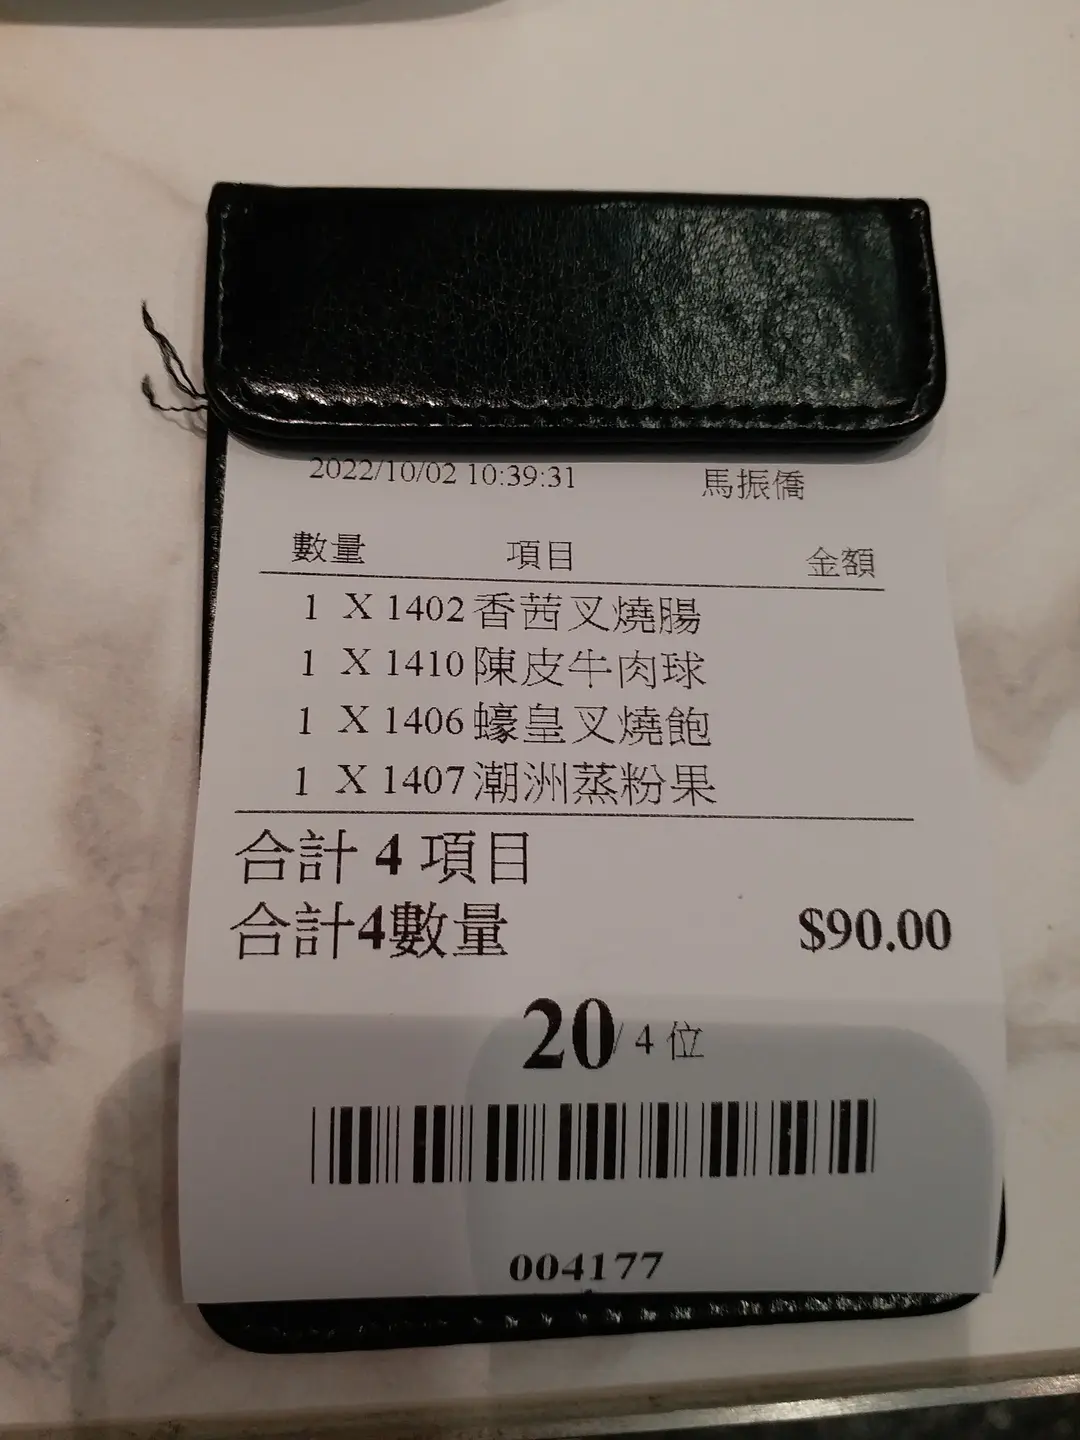 2022/10/02 10:39:31 馬振僑
數量 項目 金額
1 X 1402 香茜叉燒腸
1 X 1410 陳皮牛肉球
1 X 1406 蠔皇叉燒飽
1 X 1407 潮洲蒸粉果
合計 4 項目
合計4數量 $90.00
20/ 4 位
004177